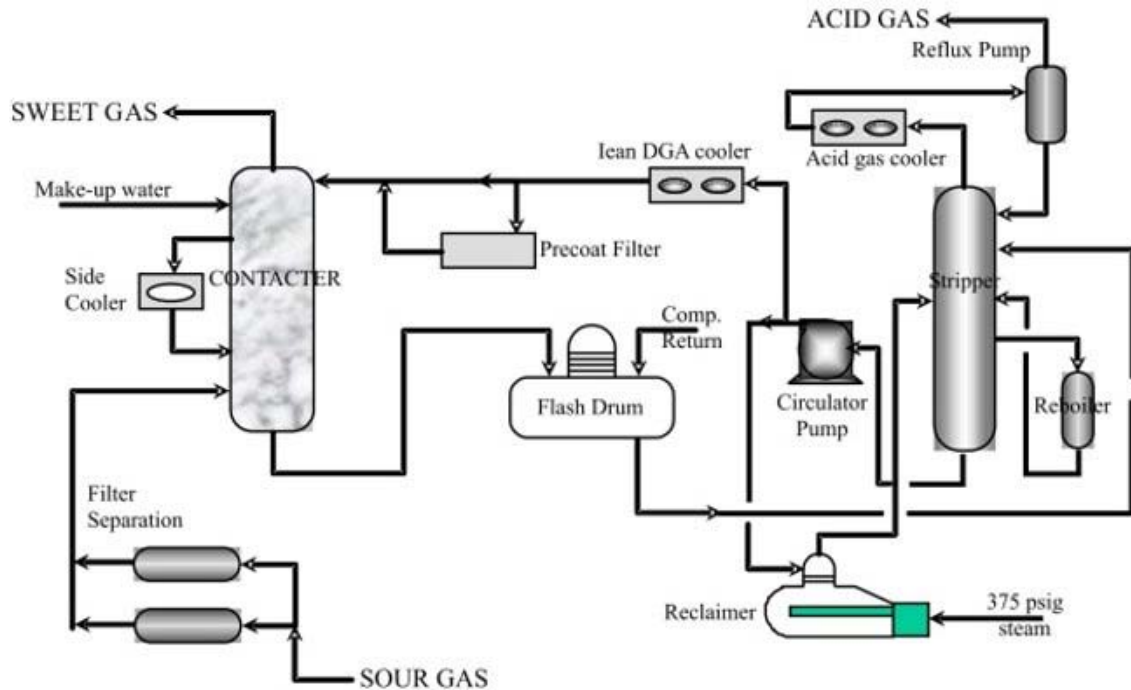 ACID GAS
Reflux Pump
SWEET GAS
Iean DGA cooler
Acid gas cooler
Make-up water
Precoat Filter
Side
Cooler
CONTACTER
Stripper
Comp.
Return
Flash Drum
Circulator
Pump
Reboiler
Filter
Separation
Reclaimer
375 psig
steam
SOUR GAS